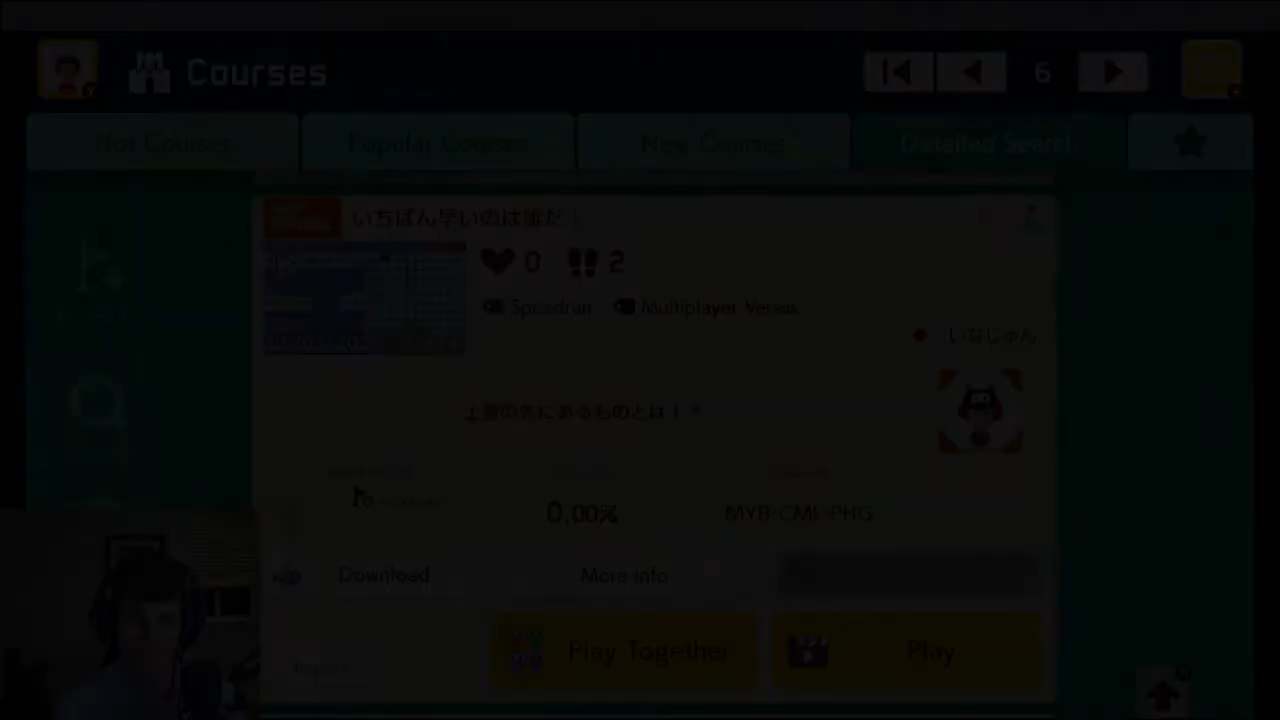 Courses
6
Hot Courses
Popular Courses
New Courses
Detailed Search
いちばん早いのは誰だ!
0
2
Speedrun
Multiplayer Versus
いなじゅん
0.00%
MYB-CML-PHG
Download
More info
Play Together
Play